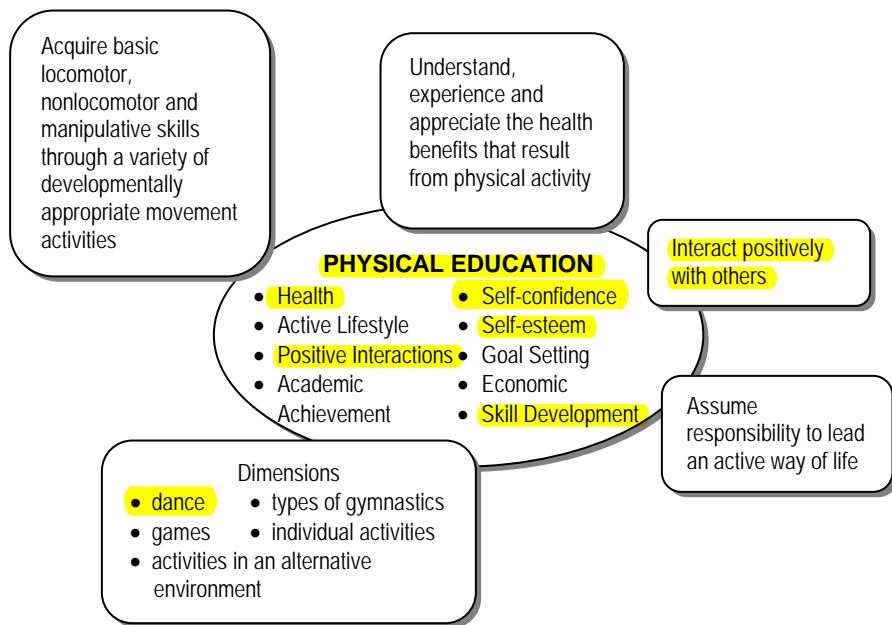 Acquire basic
locomotor,
nonlocomotor and
manipulative skills
through a variety of
developmentally
appropriate movement
activities
Understand,
experience and
appreciate the health
benefits that result
from physical activity
Interact positively
with others
PHYSICAL EDUCATION
• Health
• Active Lifestyle
• Positive Interactions
• Academic
Achievement
• Self-confidence
• Self-esteem
• Goal Setting
• Economic
• Skill Development
Assume
responsibility to lead
an active way of life
Dimensions
• dance • types of gymnastics
• games • individual activities
• activities in an alternative
environment